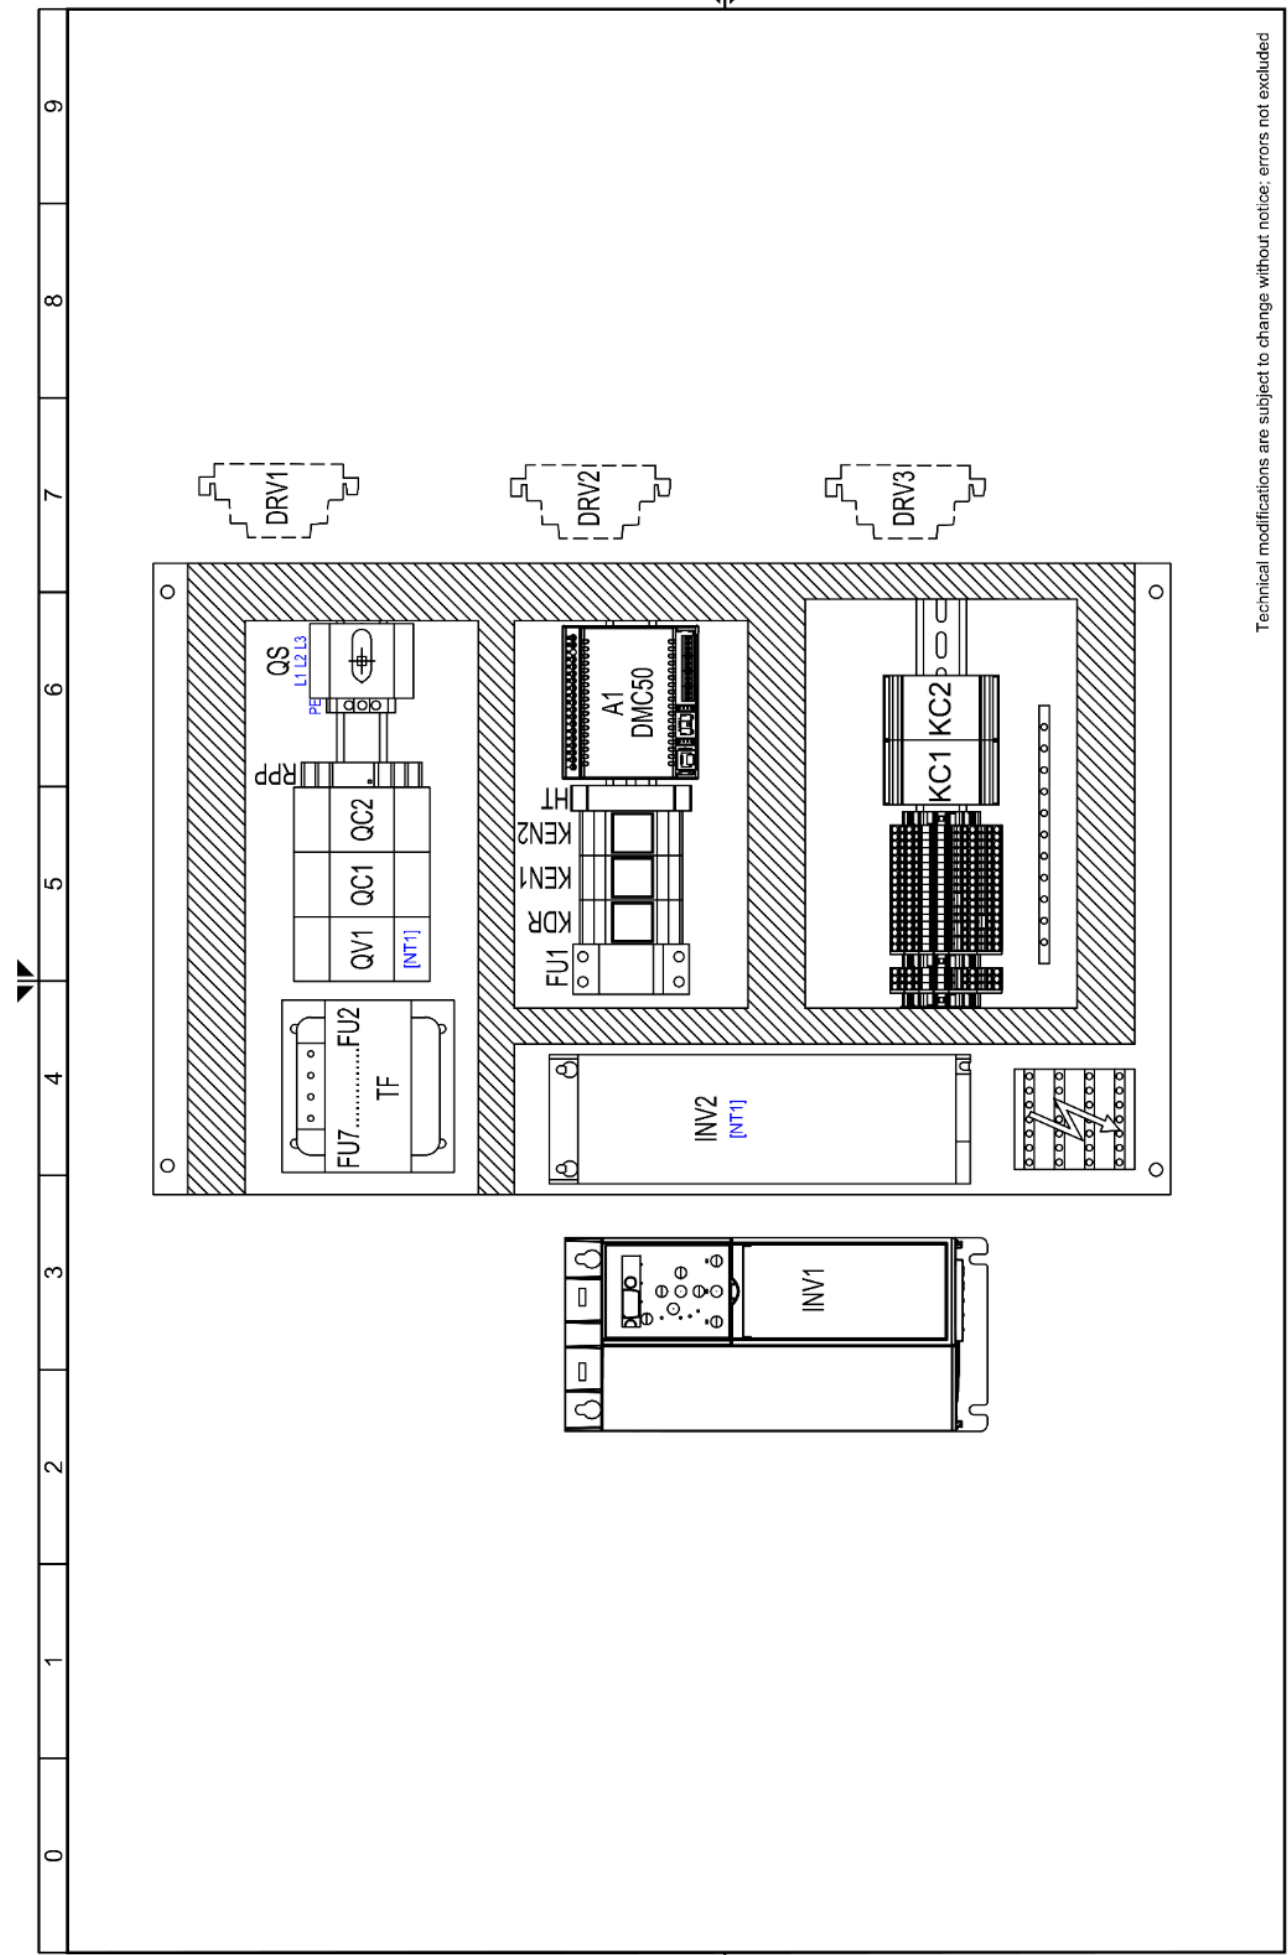 0 1 2 3 4 5 6 7 8 9
QS
L1 L2 L3
PE
RPP
QV1 QC1 QC2
[NT1]
FU7...............FU2
TF
DRV1
A1
DMC50
HT
KEN2
KEN1
KDR
FU1
DRV2
INV2
[NT1]
INV1
KC1 KC2
DRV3
Technical modifications are subject to change without notice; errors not excluded